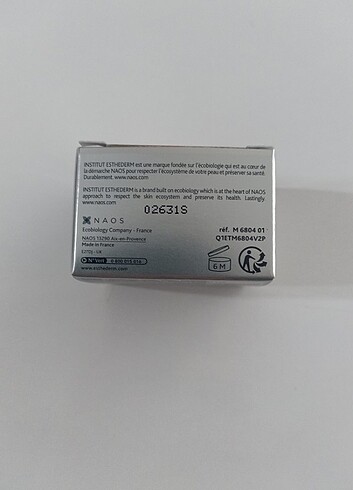 INSTITUT ESTHEDERM est une marque fondée sur l'écobiologie qui est au cœur de
la démarche NAOS pour respecter l'écosystème de votre peau et préserver sa santé.
Durablement. www.naos.com
INSTITUT ESTHEDERM is a brand built on ecobiology which is at the heart of NAOS
approach to respect the skin ecosystem and preserve its health. Lastingly
www.naos.com
02631S
NAOS
Ecobiology Company - France
NAOS 13290 Aix-en-Provence
Made in France
réf. M 6804 01
Q1ETM6804V2P
6 M
N°Vert
www.esthederm.com